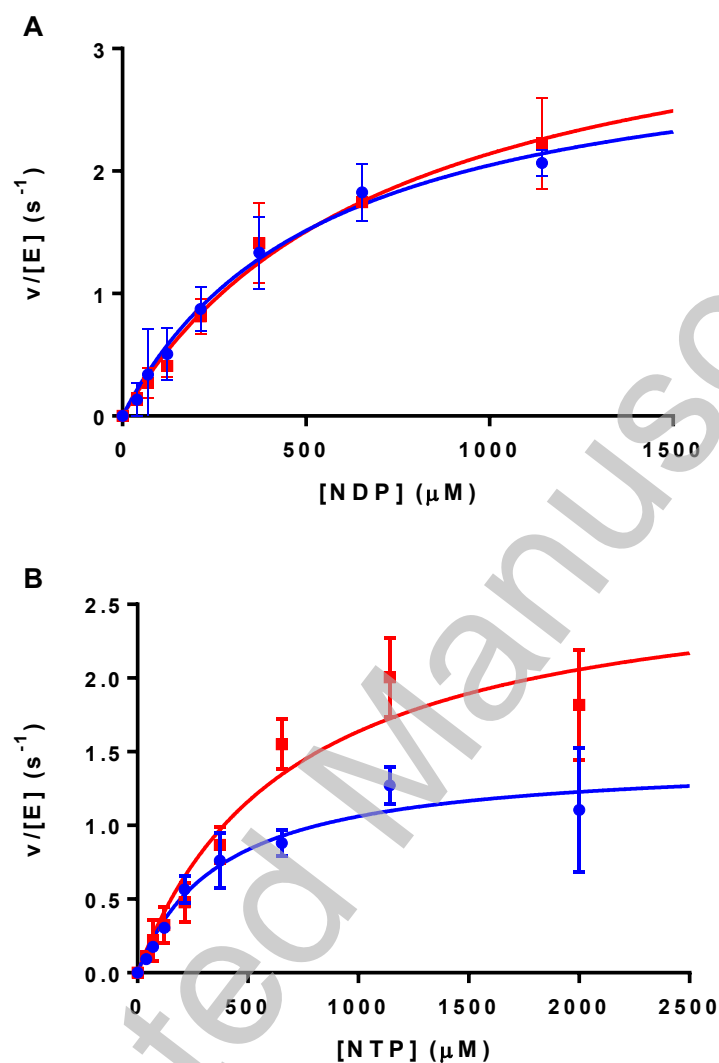 A
3
2
1
0
v/[E] (s⁻¹)
0 500 1000 1500
[NDP] (μM)
B
2.5
2.0
1.5
1.0
0.5
0.0
v/[E] (s⁻¹)
0 500 1000 1500 2000 2500
[NTP] (μM)
ted Manusc